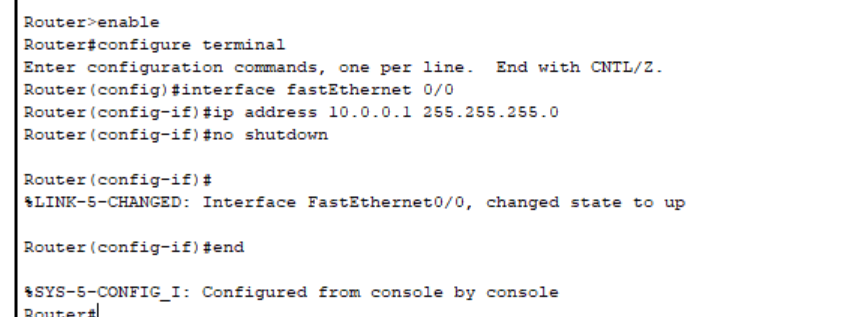 Router>enable
Router#configure terminal
Enter configuration commands, one per line.  End with CNTL/Z.
Router(config)#interface fastEthernet 0/0
Router(config-if)#ip address 10.0.0.1 255.255.255.0
Router(config-if)#no shutdown
Router(config-if)#
%LINK-5-CHANGED: Interface FastEthernet0/0, changed state to up
Router(config-if)#end
%SYS-5-CONFIG_I: Configured from console by console
Router#